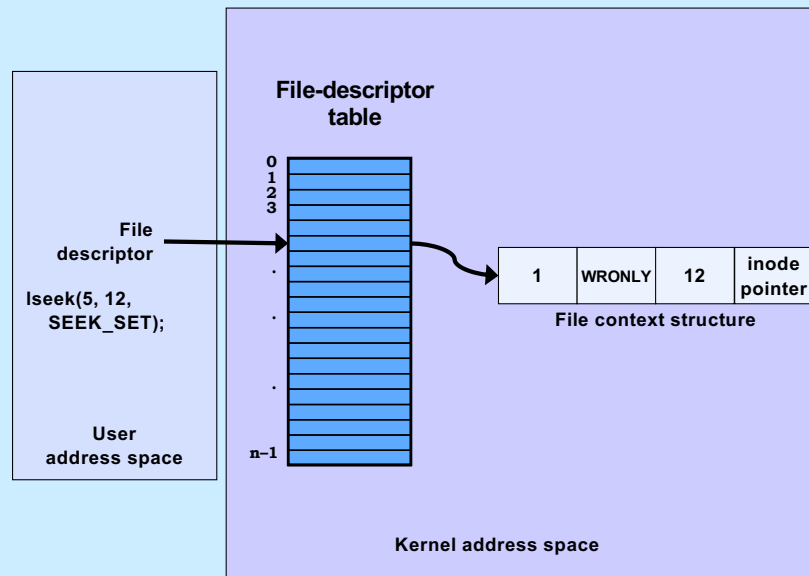 File-descriptor
table
0
1
2
3
.
.
.
n–1
File
descriptor
lseek(5, 12,
SEEK_SET);
User
address space
1
WRONLY
12
inode
pointer
File context structure
Kernel address space